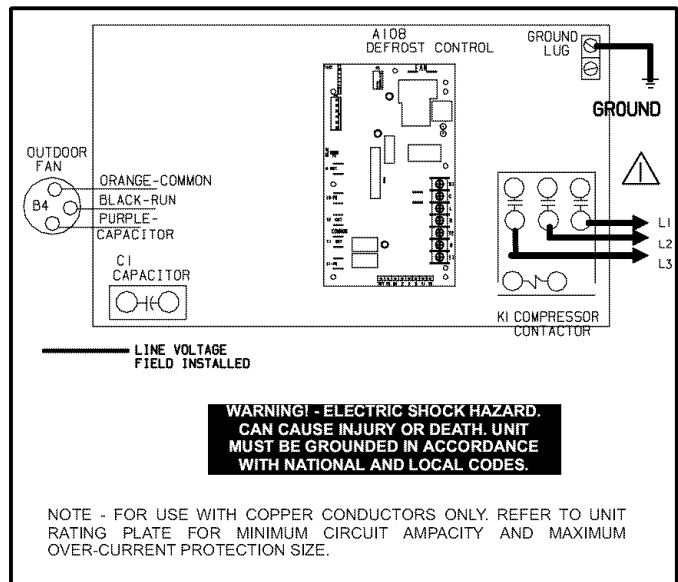 A108
DEFROST CONTROL
GROUND
LUG
GROUND
FAN
OUTDOOR
FAN
B4
ORANGE-COMMON
BLACK-RUN
PURPLE-
CAPACITOR
C1
CAPACITOR
COMMON
L1
L2
L3
K1 COMPRESSOR
CONTACTOR
LINE VOLTAGE
FIELD INSTALLED
WARNING! - ELECTRIC SHOCK HAZARD.
CAN CAUSE INJURY OR DEATH. UNIT
MUST BE GROUNDED IN ACCORDANCE
WITH NATIONAL AND LOCAL CODES.
NOTE - FOR USE WITH COPPER CONDUCTORS ONLY. REFER TO UNIT
RATING PLATE FOR MINIMUM CIRCUIT AMPACITY AND MAXIMUM
OVER-CURRENT PROTECTION SIZE.